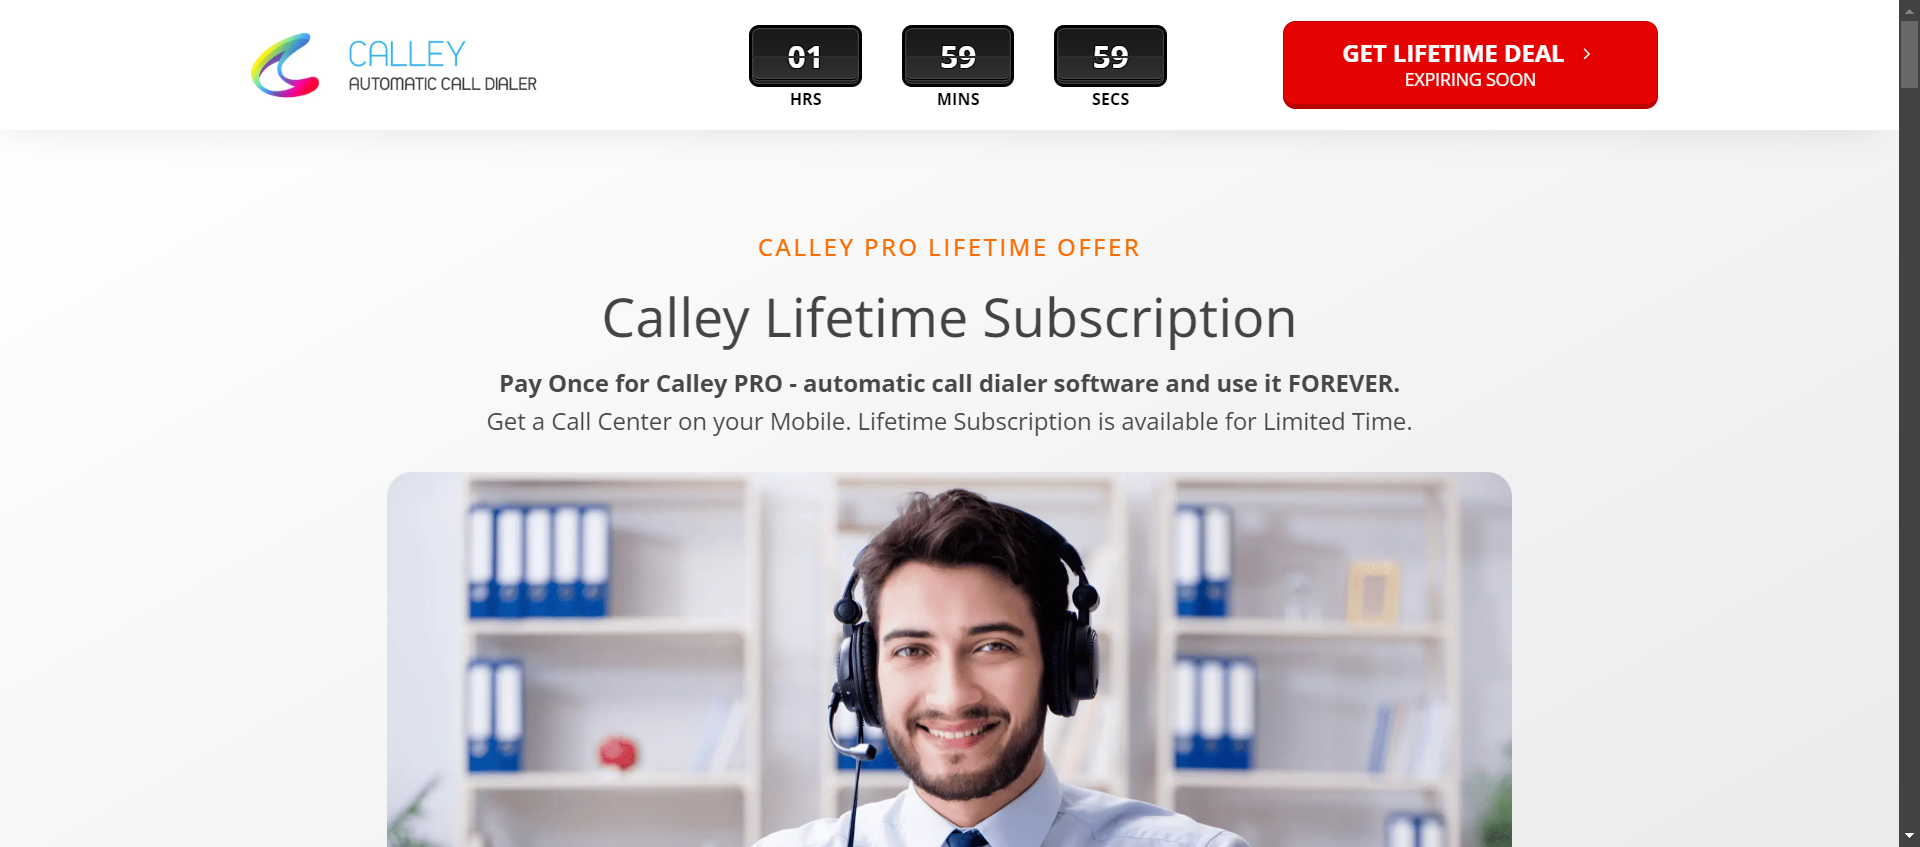 CALLEY
AUTOMATIC CALL DIALER
01
HRS
59
MINS
59
SECS
GET LIFETIME DEAL
EXPIRING SOON
CALLEY PRO LIFETIME OFFER
Calley Lifetime Subscription
Pay Once for Calley PRO - automatic call dialer software and use it FOREVER.
Get a Call Center on your Mobile. Lifetime Subscription is available for Limited Time.